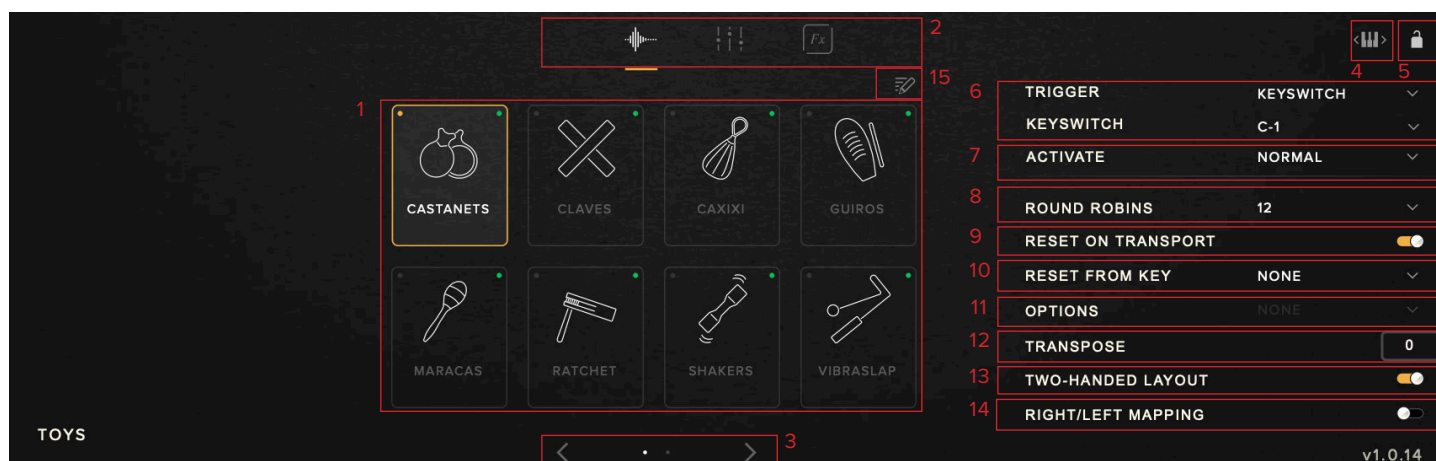 2
Fx
15
4
5
1
6
TRIGGER KEYSWITCH
KEYSWITCH C-1
7 ACTIVATE NORMAL
CASTANETS CLAVES CAXIXI GUIROS
8 ROUND ROBINS 12
9 RESET ON TRANSPORT
10 RESET FROM KEY NONE
11 OPTIONS NONE
12 TRANSPOSE 0
MARACAS RATCHET SHAKERS VIBRASLAP
13 TWO-HANDED LAYOUT
14 RIGHT/LEFT MAPPING
TOYS
3
v1.0.14